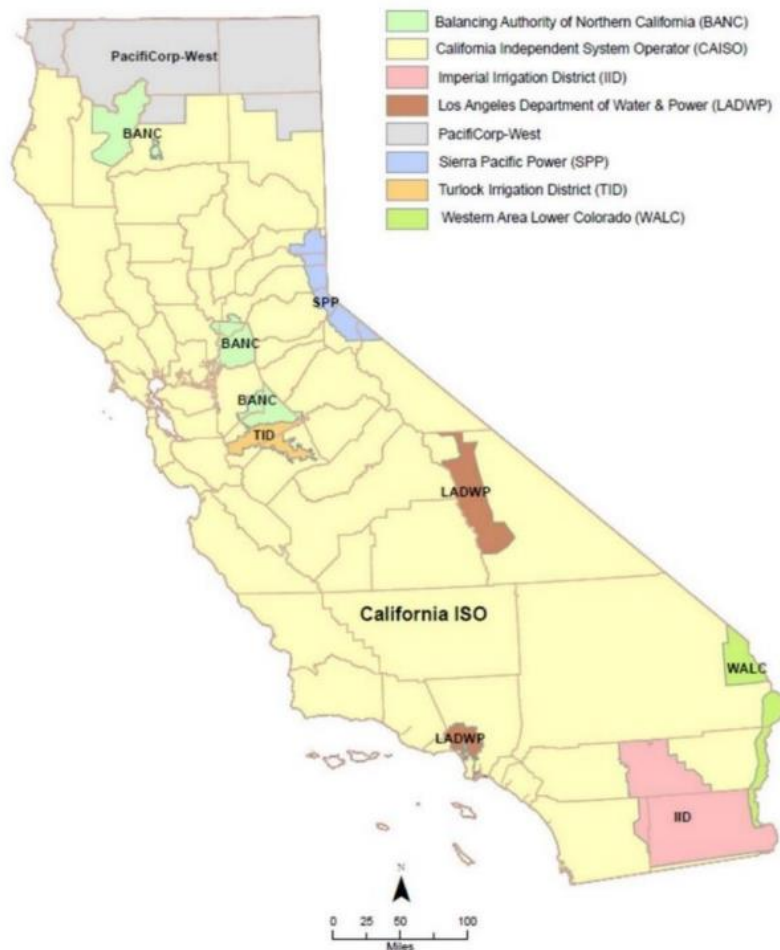 Balancing Authority of Northern California (BANC)
California Independent System Operator (CAISO)
Imperial Irrigation District (IID)
Los Angeles Department of Water & Power (LADWP)
PacifiCorp-West
Sierra Pacific Power (SPP)
Turlock Irrigation District (TID)
Western Area Lower Colorado (WALC)
PacifiCorp-West
BANC
SPP
BANC
BANC
TID
LADWP
California ISO
WALC
LADWP
IID
N
0 25 50 100
Miles